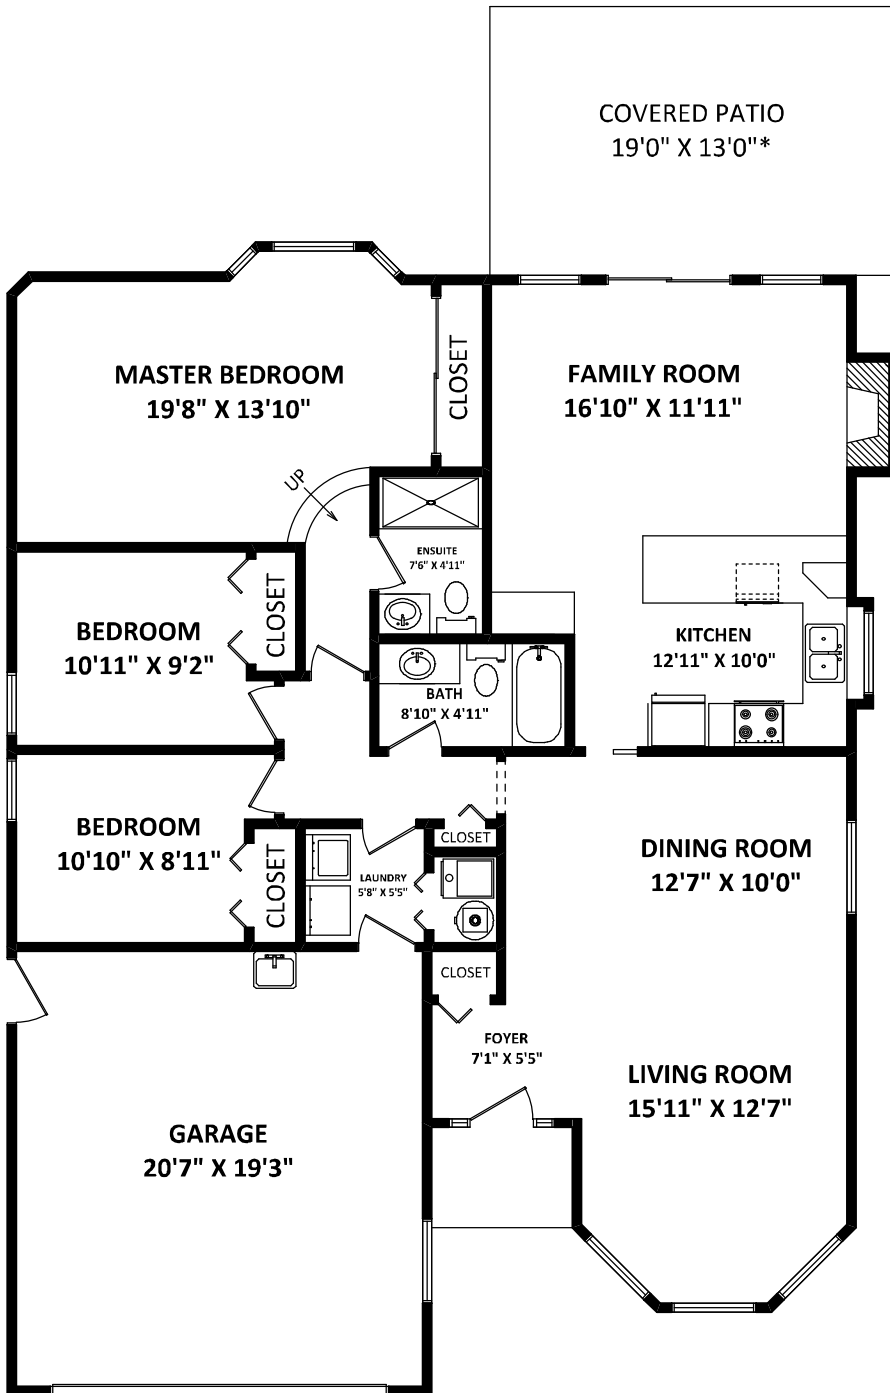 COVERED PATIO
19'0" X 13'0"*
MASTER BEDROOM
19'8" X 13'10"
CLOSET
FAMILY ROOM
16'10" X 11'11"
UP
ENSUITE
7'6" X 4'11"
BEDROOM
10'11" X 9'2"
CLOSET
KITCHEN
12'11" X 10'0"
BATH
8'10" X 4'11"
BEDROOM
10'10" X 8'11"
CLOSET
LAUNDRY
5'8" X 5'5"
CLOSET
DINING ROOM
12'7" X 10'0"
CLOSET
FOYER
7'1" X 5'5"
LIVING ROOM
15'11" X 12'7"
GARAGE
20'7" X 19'3"